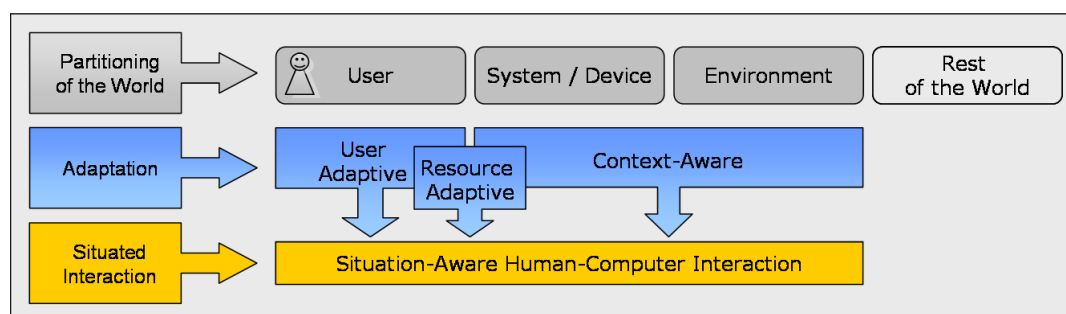 Partitioning
of the World
User
System / Device
Environment
Rest
of the World
Adaptation
User
Adaptive
Resource
Adaptive
Context-Aware
Situated
Interaction
Situation-Aware Human-Computer Interaction